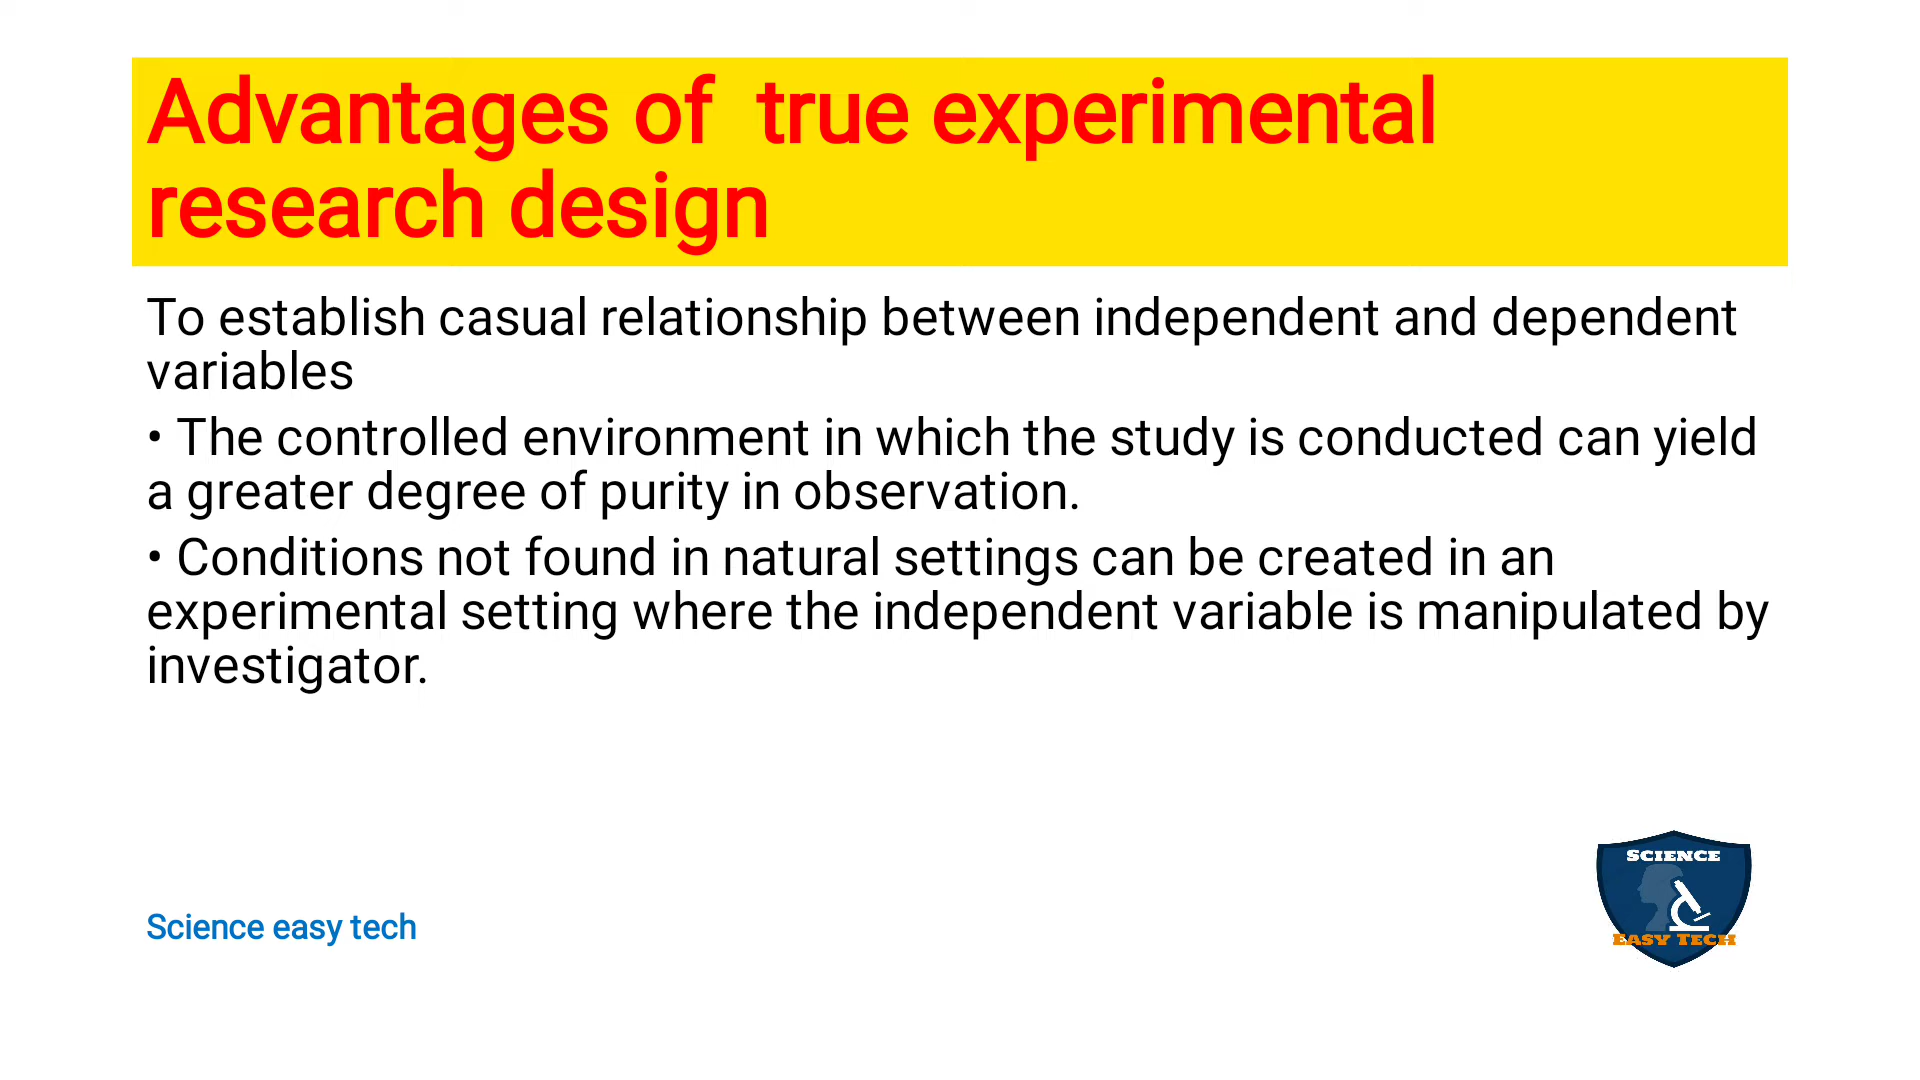 Advantages of  true experimental
research design
To establish casual relationship between independent and dependent
variables
• The controlled environment in which the study is conducted can yield
a greater degree of purity in observation.
• Conditions not found in natural settings can be created in an
experimental setting where the independent variable is manipulated by
investigator.
Science easy tech
SCIENCE
EASY TECH